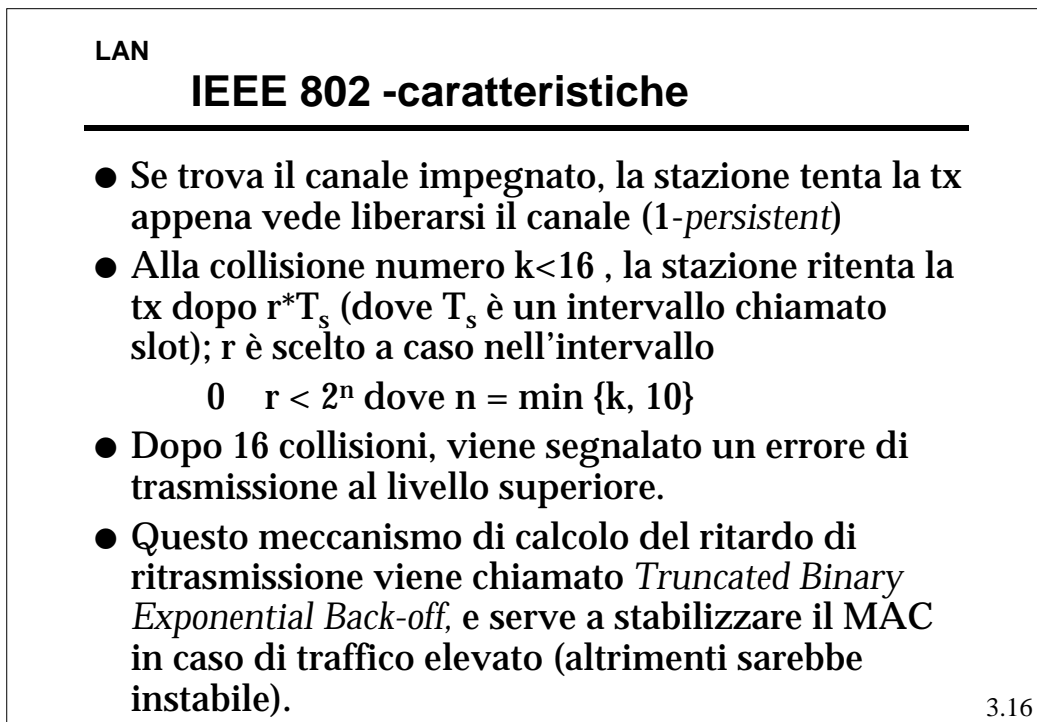 LAN
IEEE 802 -caratteristiche
● Se trova il canale impegnato, la stazione tenta la tx
appena vede liberarsi il canale (1-persistent)
● Alla collisione numero k<16 , la stazione ritenta la
tx dopo r*Ts (dove Ts è un intervallo chiamato
slot); r è scelto a caso nell'intervallo
0 r < 2ⁿ dove n = min {k, 10}
● Dopo 16 collisioni, viene segnalato un errore di
trasmissione al livello superiore.
● Questo meccanismo di calcolo del ritardo di
ritrasmissione viene chiamato Truncated Binary
Exponential Back-off, e serve a stabilizzare il MAC
in caso di traffico elevato (altrimenti sarebbe
instabile).
3.16